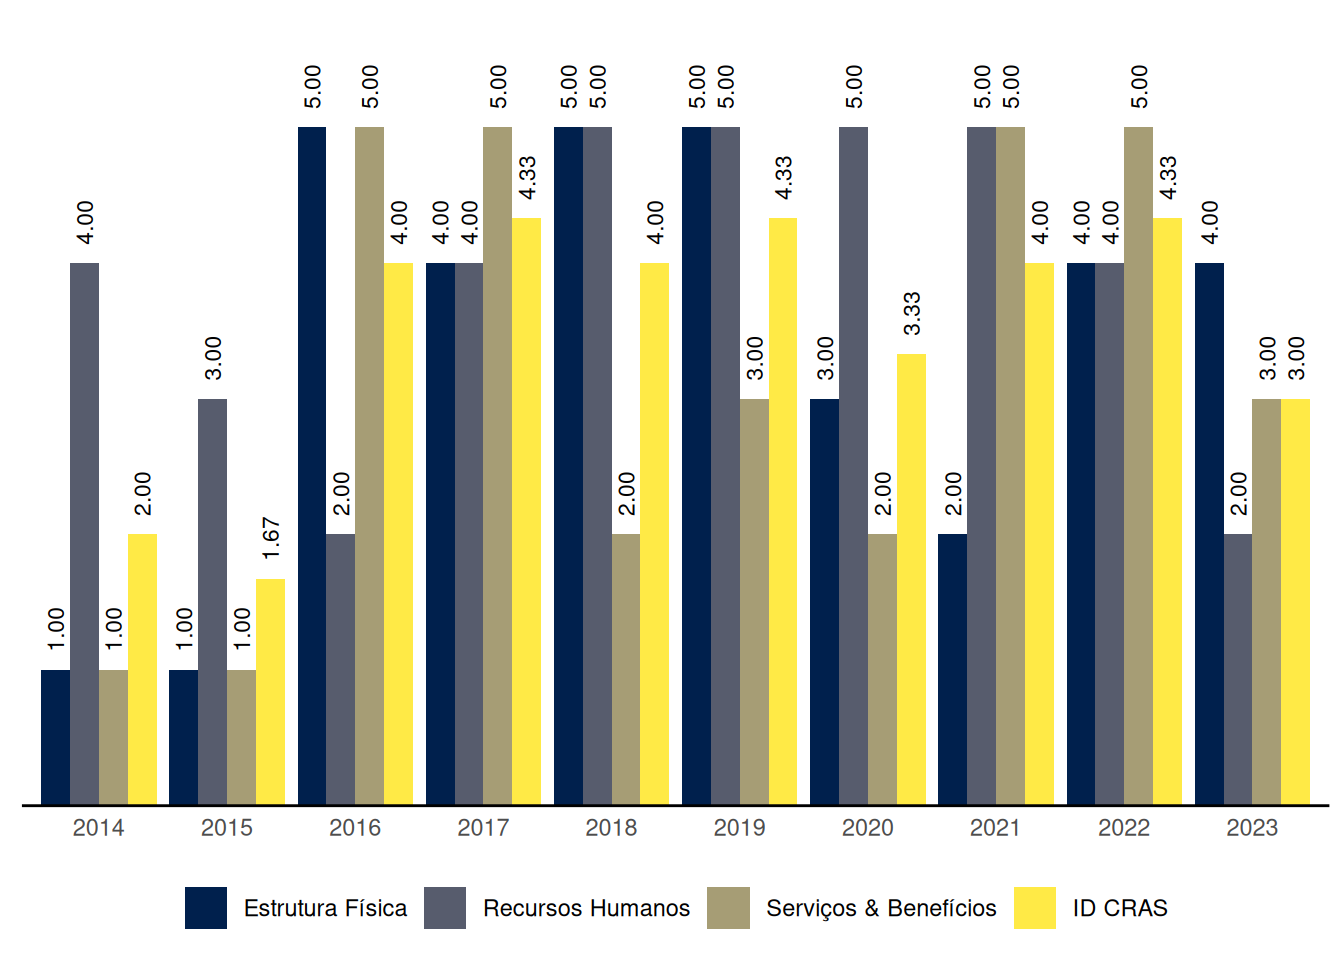 1.00 4.00 1.00 2.00
1.00 3.00 1.00 1.67
5.00 2.00 5.00 4.00
4.00 4.00 5.00 4.33
5.00 5.00 2.00 4.00
5.00 5.00 3.00 4.33
3.00 5.00 2.00 3.33
2.00 5.00 5.00 4.00
4.00 4.00 5.00 4.33
4.00 2.00 3.00 3.00
2014 2015 2016 2017 2018 2019 2020 2021 2022 2023
Estrutura Física Recursos Humanos Serviços & Benefícios ID CRAS